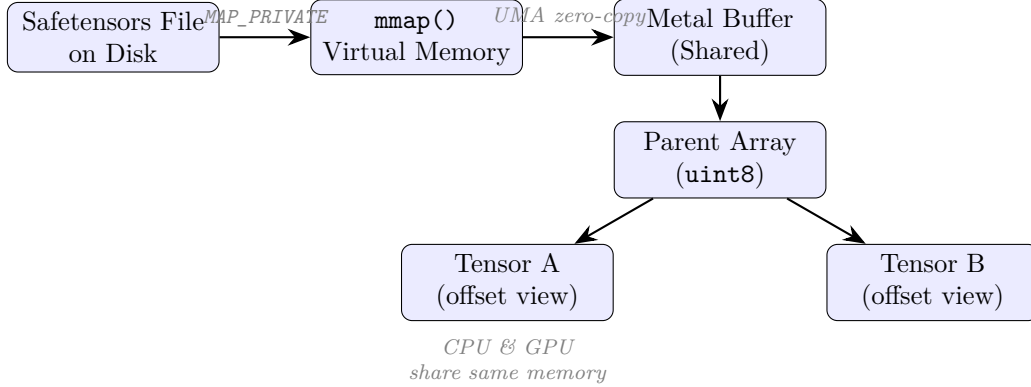 Safetensors File
on Disk
MAP_PRIVATE
mmap()
Virtual Memory
UMA zero-copy
Metal Buffer
(Shared)
Parent Array
(uint8)
Tensor A
(offset view)
Tensor B
(offset view)
CPU & GPU
share same memory